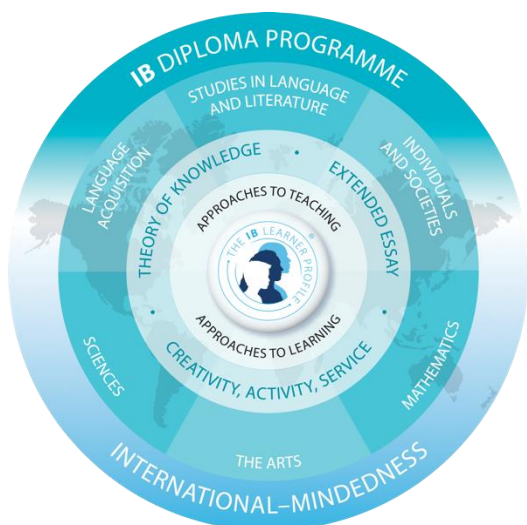 IB DIPLOMA PROGRAMME
STUDIES IN LANGUAGE
AND LITERATURE
LANGUAGE
ACQUISITION
INDIVIDUALS
AND SOCIETIES
THEORY OF KNOWLEDGE
•
EXTENDED ESSAY
APPROACHES TO TEACHING
• THE IB LEARNER PROFILE •
®
APPROACHES TO LEARNING
•
CREATIVITY, ACTIVITY, SERVICE
•
SCIENCES
MATHEMATICS
THE ARTS
INTERNATIONAL–MINDEDNESS